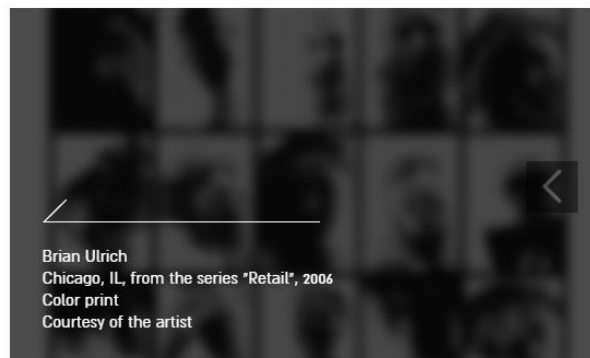 Brian Ulrich
Chicago, IL, from the series "Retail", 2006
Color print
Courtesy of the artist